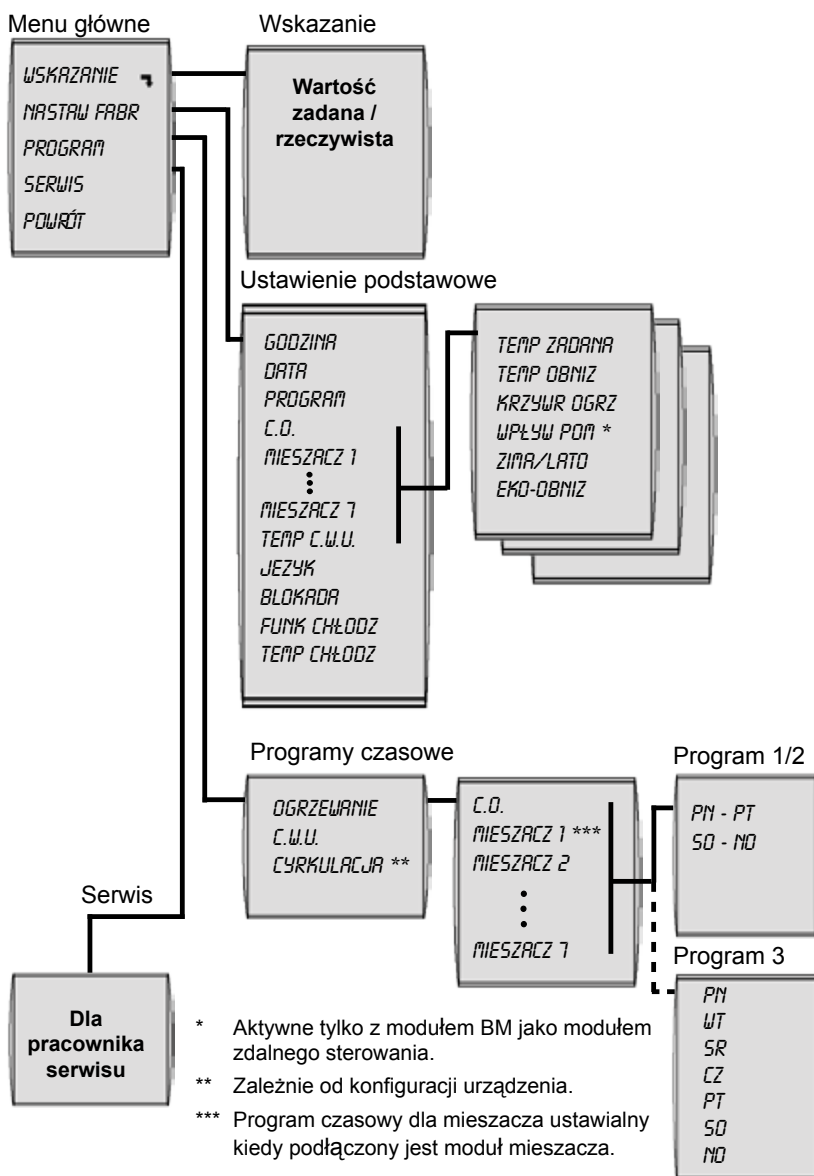 Menu główne
WSKAZANIE
NASTAW FABR
PROGRAM
SERWIS
POWRÓT
Wskazanie
Wartość
zadana /
rzeczywista
Ustawienie podstawowe
GODZINA
DATA
PROGRAM
C.O.
MIESZACZ 1
MIESZACZ 7
TEMP C.W.U.
JEZYK
BLOKADA
FUNK CHŁODZ
TEMP CHŁODZ
TEMP ZADANA
TEMP OBNIZ
KRZYWA OGRZ
WPŁYW POM *
ZIMA/LATO
EKO-OBNIZ
Programy czasowe
OGRZEWANIE
C.W.U.
CYRKULACJA **
C.O.
MIESZACZ 1 ***
MIESZACZ 2
MIESZACZ 7
Program 1/2
PN - PT
SO - ND
Program 3
PN
WT
SR
CZ
PT
SO
ND
Serwis
Dla
pracownika
serwisu
* Aktywne tylko z modułem BM jako modułem
zdalnego sterowania.
** Zależnie od konfiguracji urządzenia.
*** Program czasowy dla mieszacza ustawialny
kiedy podłączony jest moduł mieszacza.